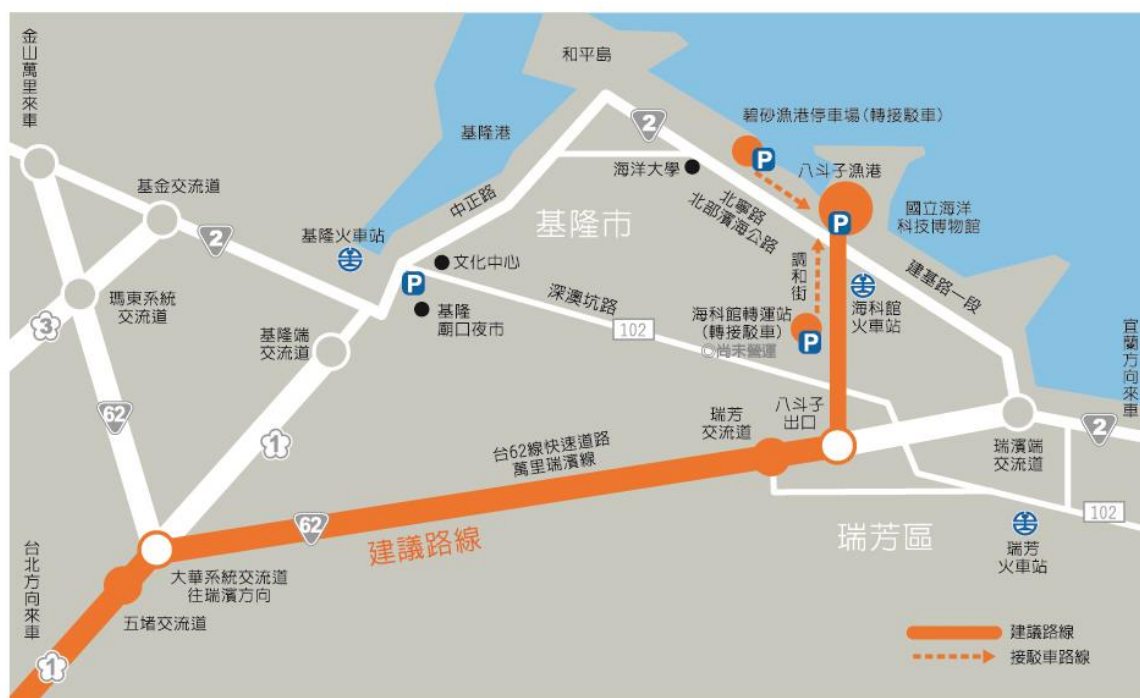 金山萬里來車
和平島
2
碧砂漁港停車場(轉接駁車)
P
基隆港
海洋大學
八斗子漁港
P
國立海洋
科技博物館
基金交流道
中正路
北寧路
北部濱海公路
2
基隆火車站
基隆市
文化中心
P
基隆
廟口夜市
深澳坑路
102
調和街
建基路一段
海科館
火車站
海科館轉運站
(轉接駁車)
◎尚未營運
P
瑪東系統
交流道
3
基隆端
交流道
宜蘭方向來車
62
1
八斗子
出口
瑞芳
交流道
2
台62線快速道路
萬里瑞濱線
瑞濱端
交流道
62
建議路線
瑞芳區
102
瑞芳
火車站
台北方向來車
大華系統交流道
往瑞濱方向
五堵交流道
1
建議路線
接駁車路線